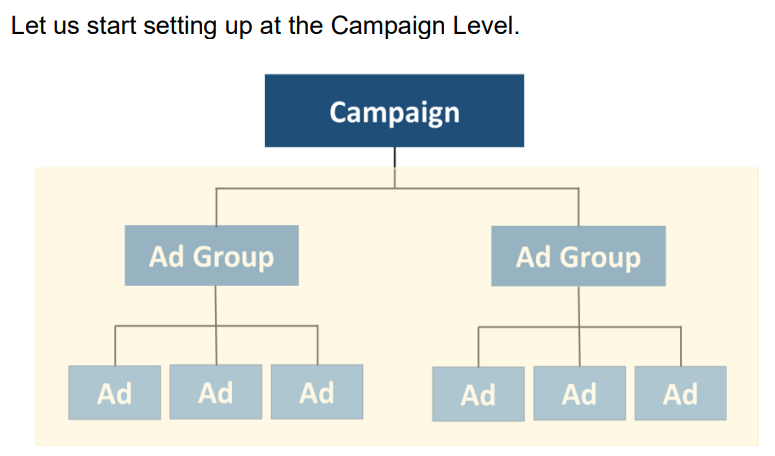 Let us start setting up at the Campaign Level.
Campaign
Ad Group Ad Group
Ad Ad Ad Ad Ad Ad